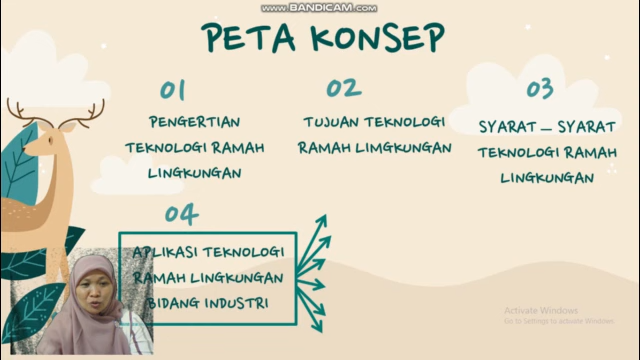 www.BANDICAM.com
PETA KONSEP
01
PENGERTIAN
TEKNOLOGI RAMAH
LINGKUNGAN
02
TUJUAN TEKNOLOGI
RAMAH LIMGKUNGAN
03
SYARAT – SYARAT
TEKNOLOGI RAMAH
LINGKUNGAN
04
APLIKASI TEKNOLOGI
RAMAH LINGKUNGAN
BIDANG INDUSTRI
Activate Windows
Go to Settings to activate Windows.